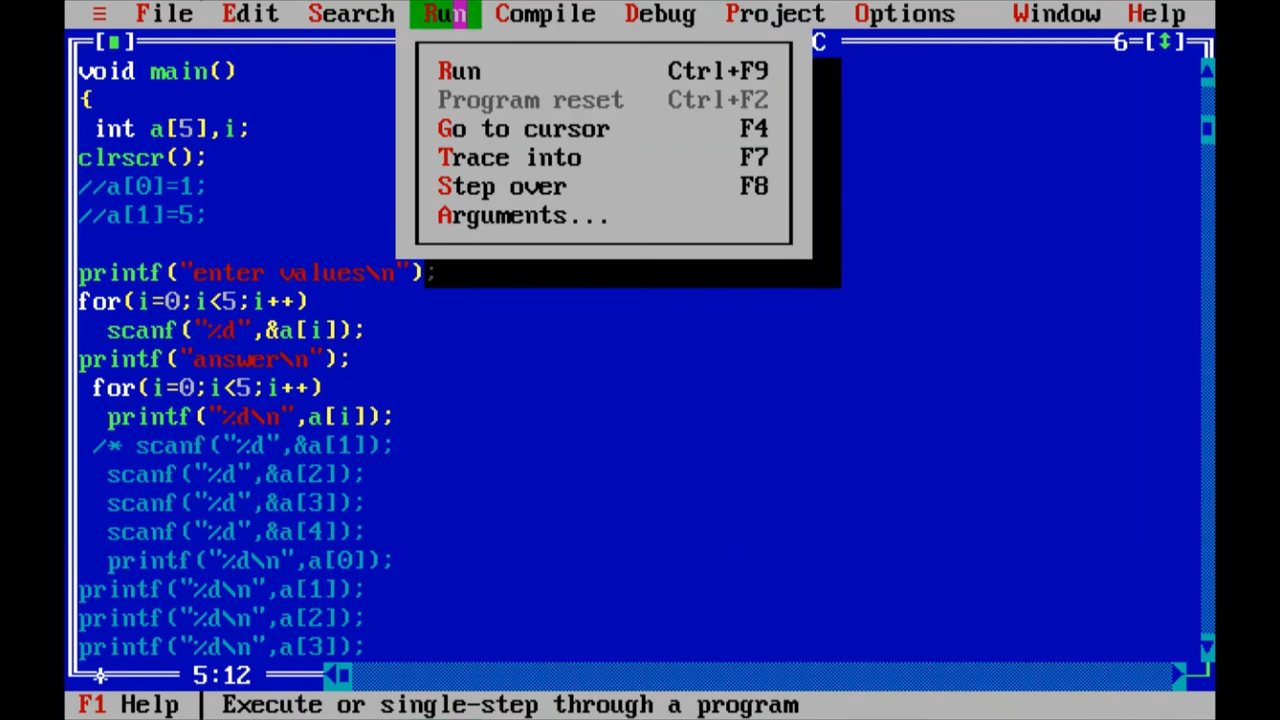 ≡ File Edit Search Run Compile Debug Project Options Window Help
[■] C 6=[↕]
Run Ctrl+F9
Program reset Ctrl+F2
Go to cursor F4
Trace into F7
Step over F8
Arguments...
void main()
{
int a[5],i;
clrscr();
//a[0]=1;
//a[1]=5;
printf("enter values\n");
for(i=0;i<5;i++)
scanf("%d",&a[i]);
printf("answer\n");
for(i=0;i<5;i++)
printf("%d\n",a[i]);
/* scanf("%d",&a[1]);
scanf("%d",&a[2]);
scanf("%d",&a[3]);
scanf("%d",&a[4]);
printf("%d\n",a[0]);
printf("%d\n",a[1]);
printf("%d\n",a[2]);
printf("%d\n",a[3]);
5:12
F1 Help | Execute or single-step through a program